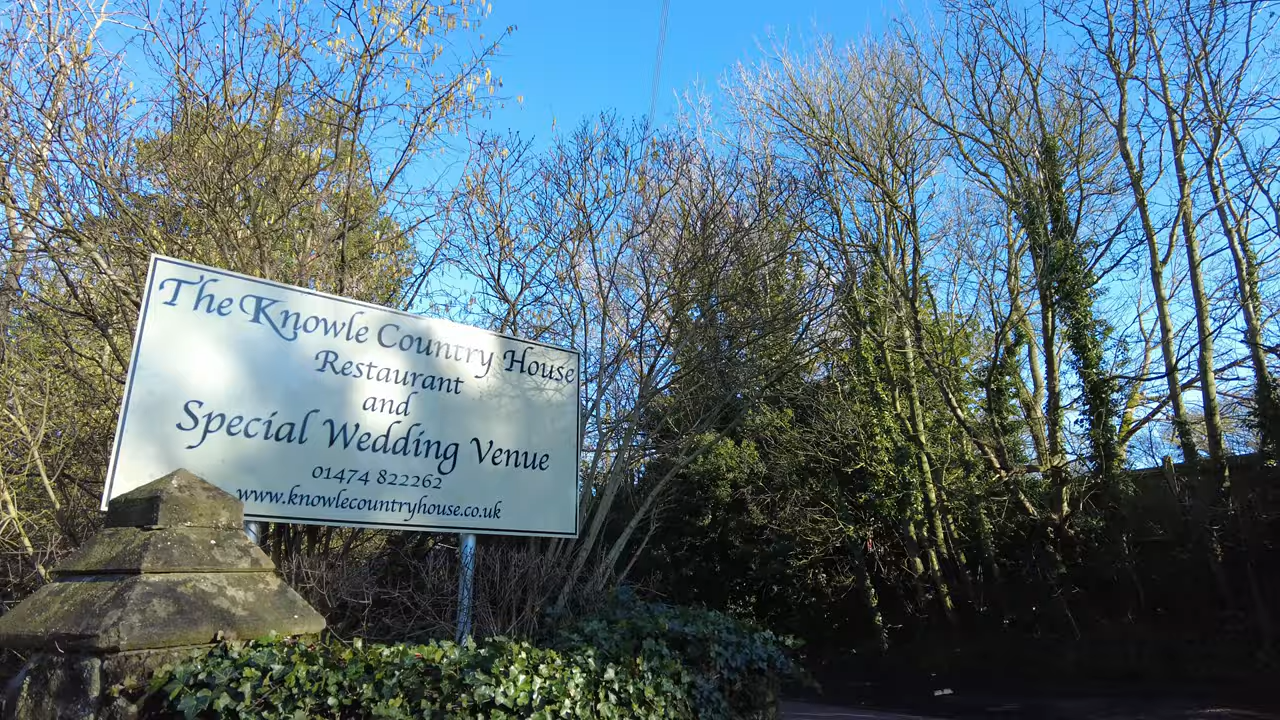 The Knowle Country House
Restaurant
and
Special Wedding Venue
01474 822262
www.knowlecountryhouse.co.uk